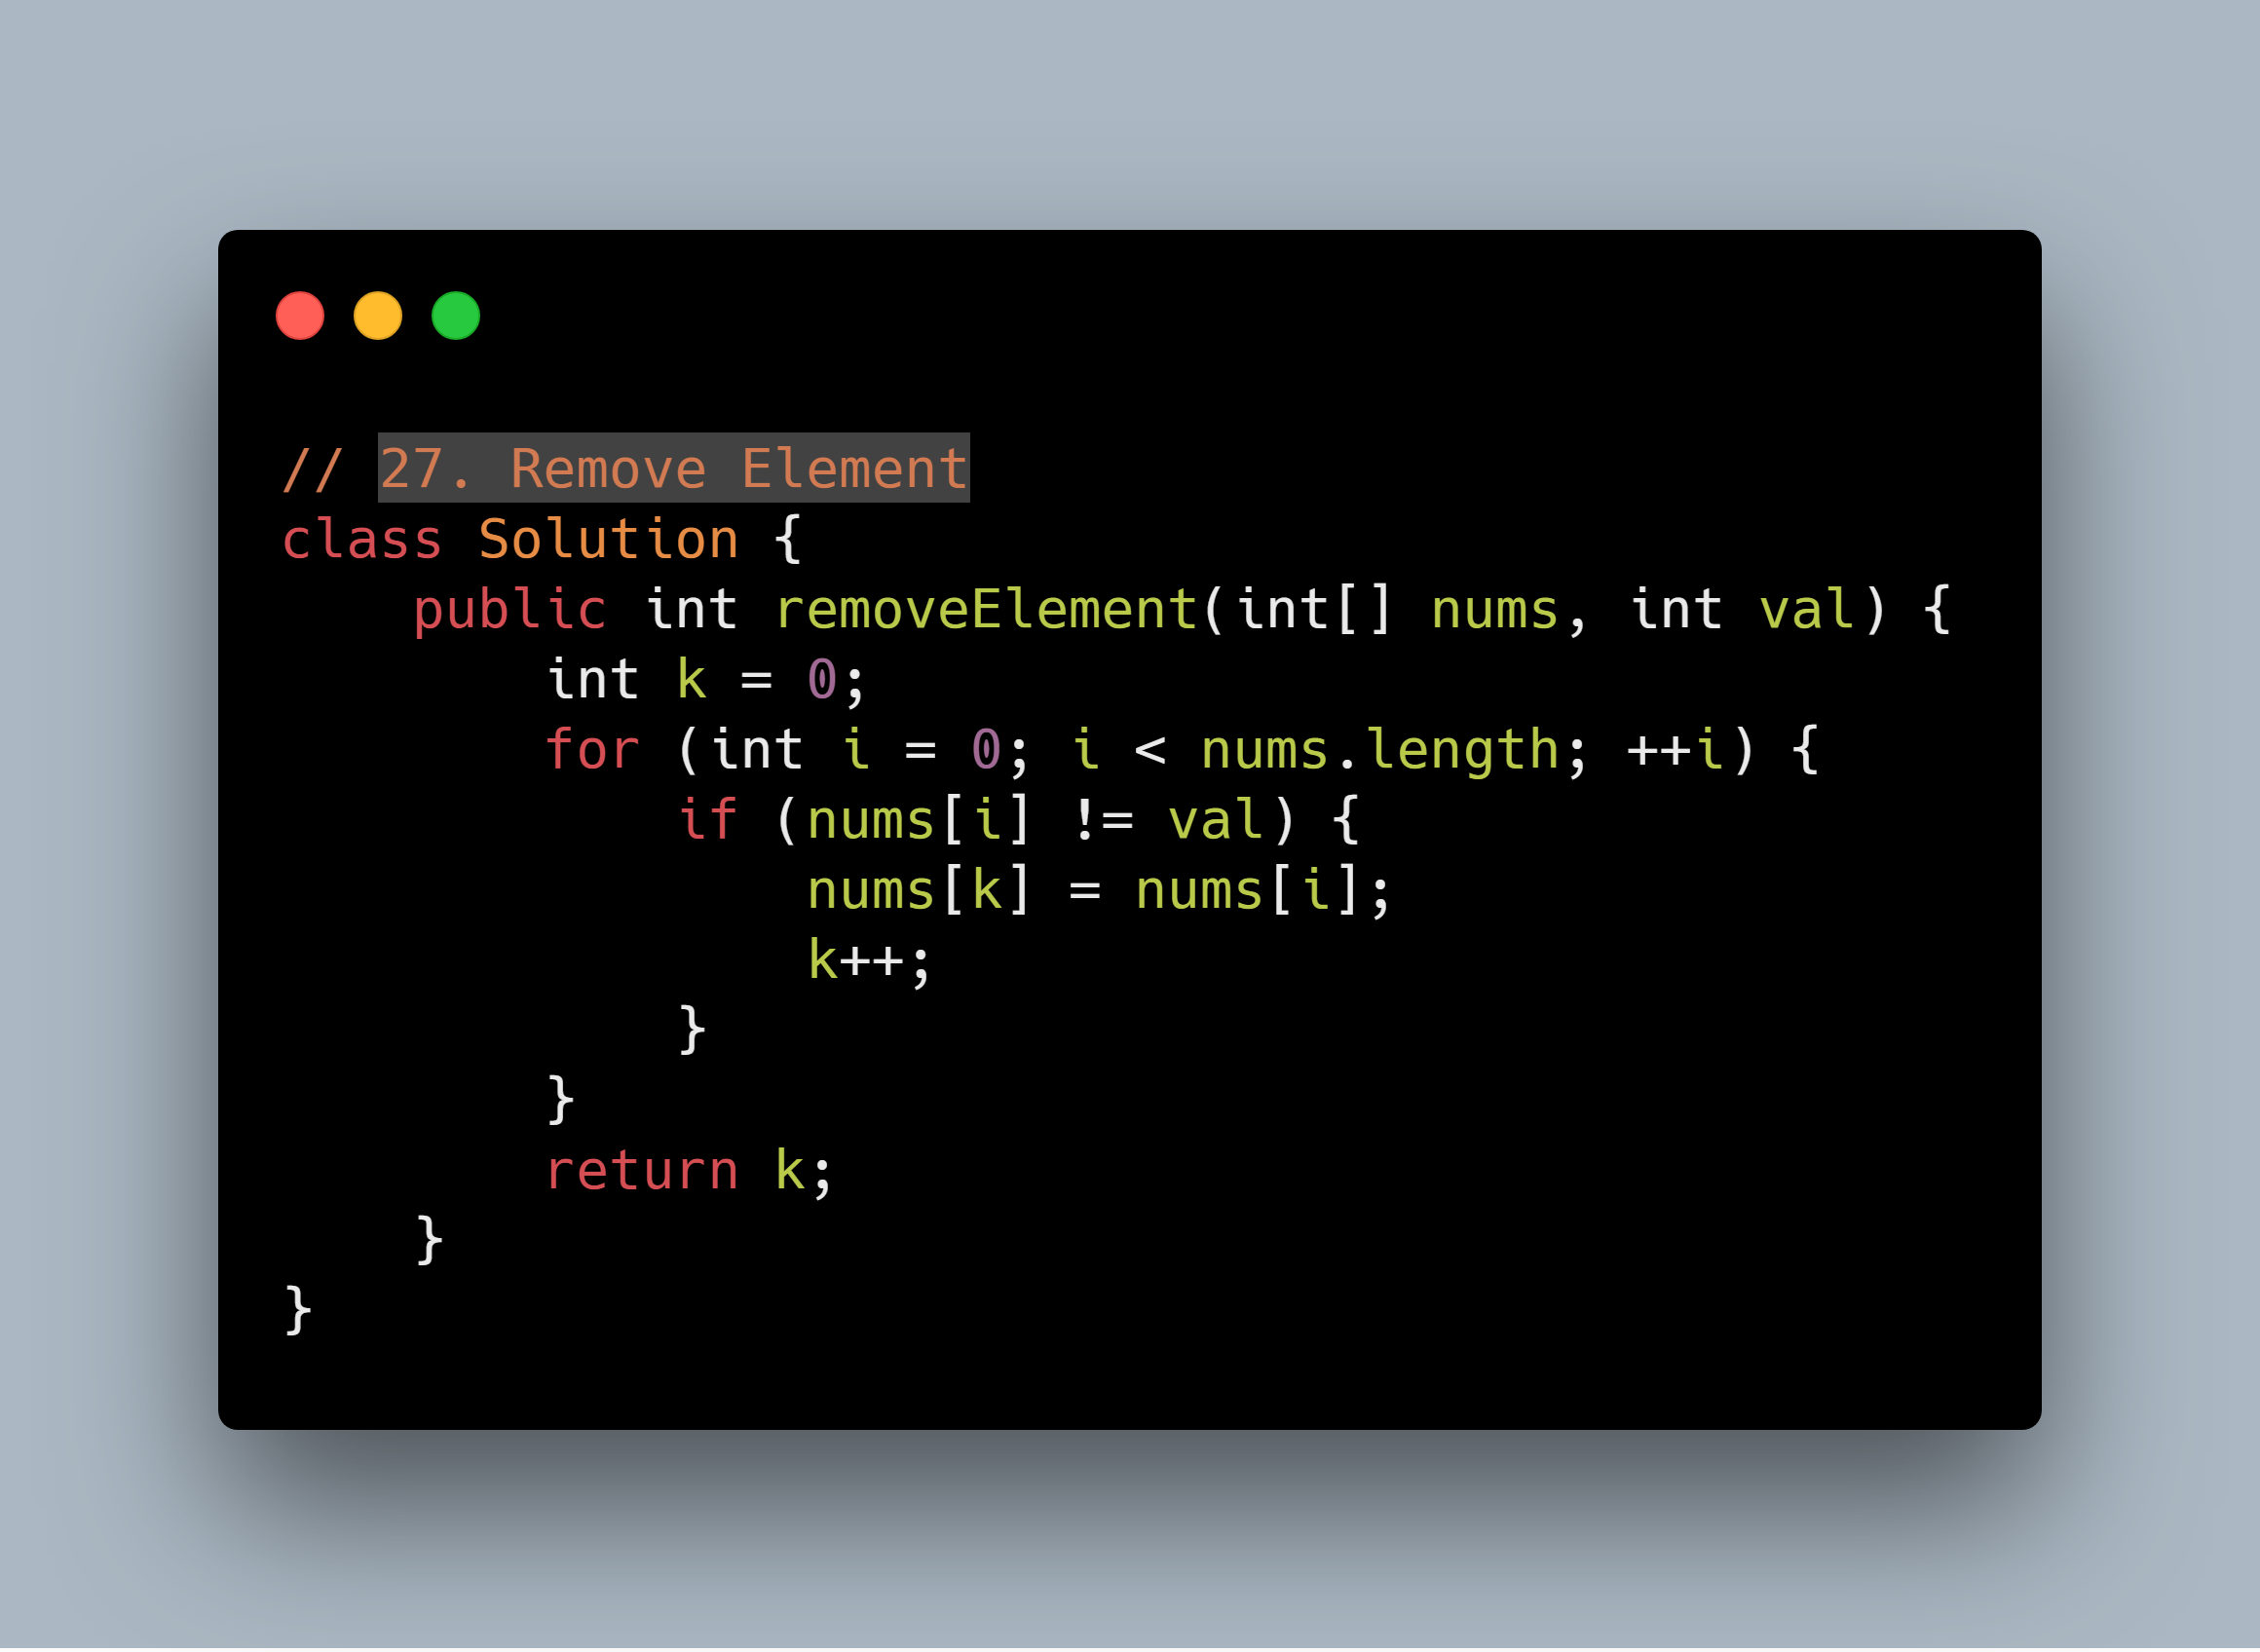 // 27. Remove Element
class Solution {
    public int removeElement(int[] nums, int val) {
        int k = 0;
        for (int i = 0; i < nums.length; ++i) {
            if (nums[i] != val) {
                nums[k] = nums[i];
                k++;
            }
        }
        return k;
    }
}